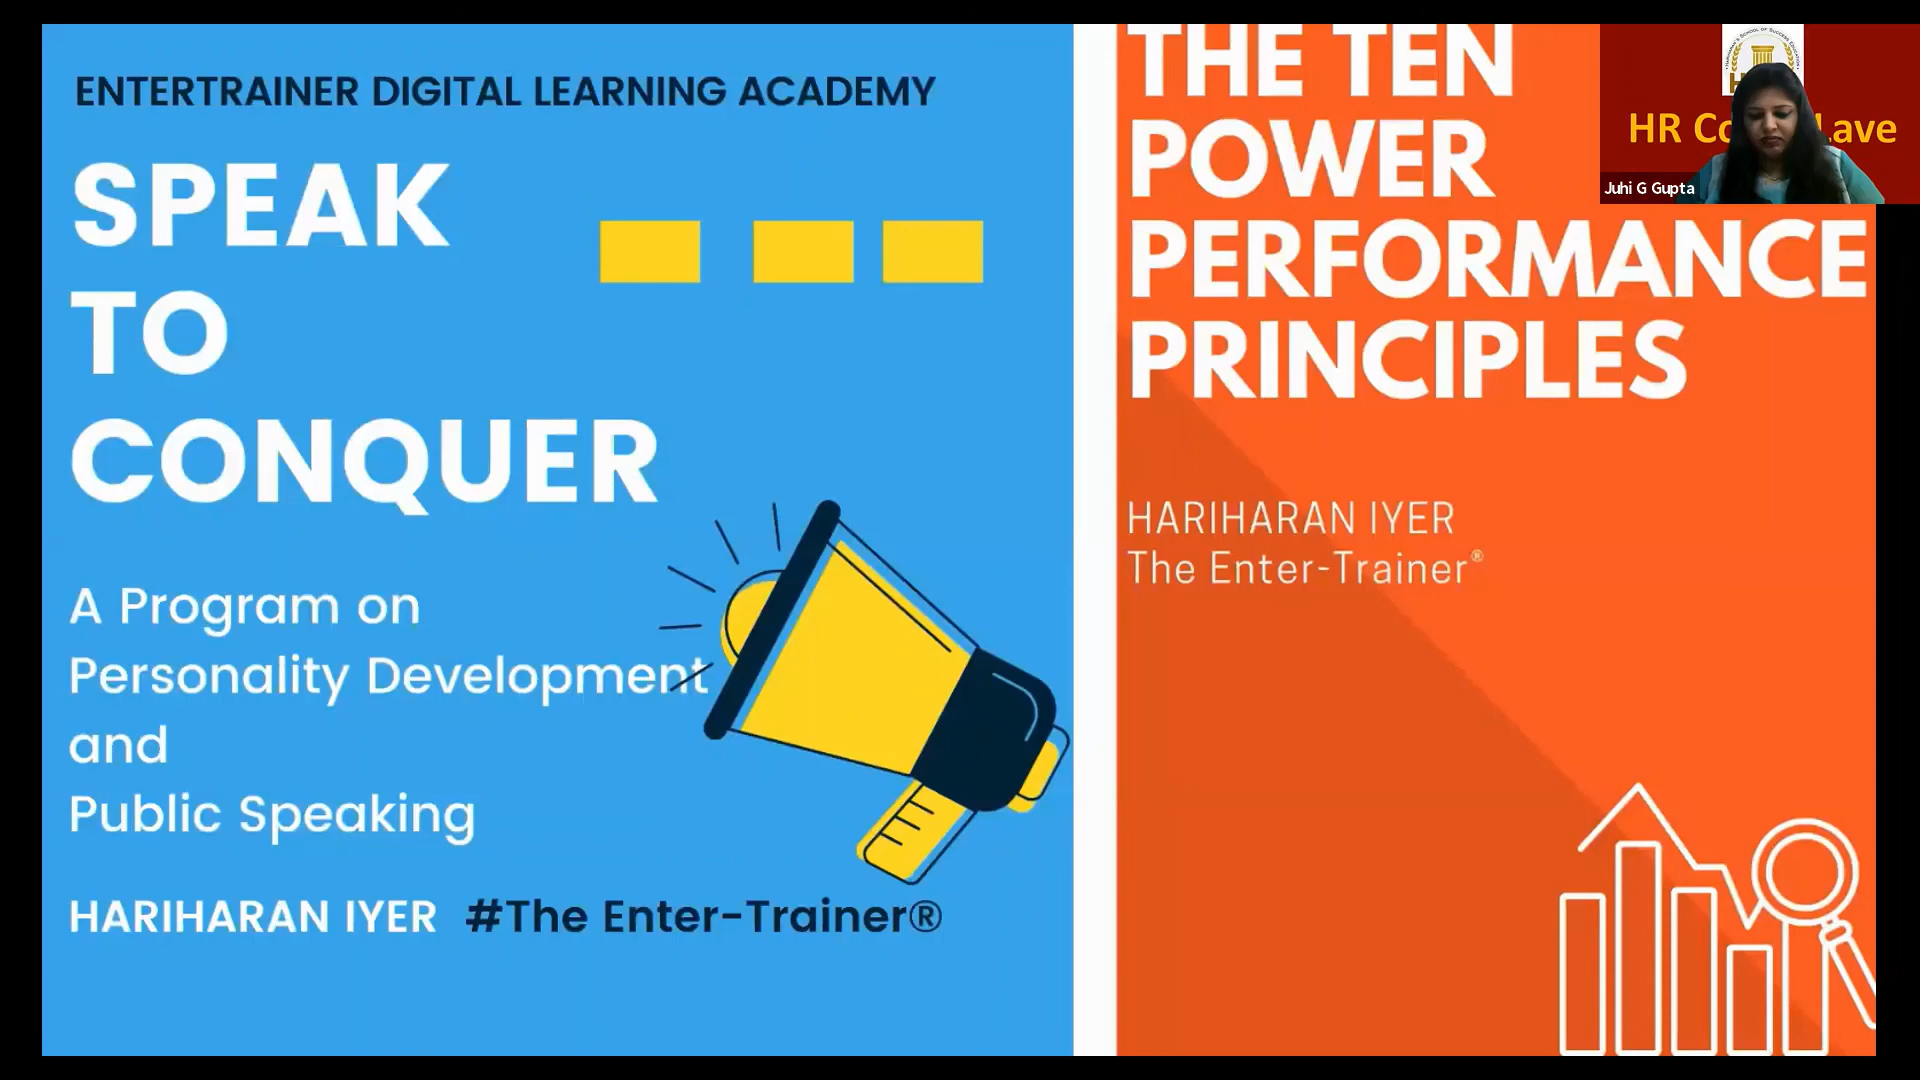 ENTERTRAINER DIGITAL LEARNING ACADEMY
SPEAK
TO
CONQUER
A Program on
Personality Development
and
Public Speaking
HARIHARAN IYER #The Enter-Trainer®
THE TEN
POWER
PERFORMANCE
PRINCIPLES
HARIHARAN IYER
The Enter-Trainer®
HR
Juhi G Gupta